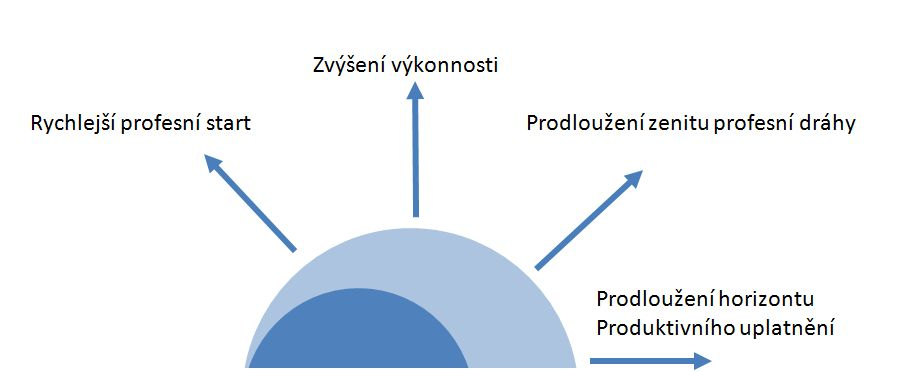 Zvýšení výkonnosti
Rychlejší profesní start
Prodloužení zenitu profesní dráhy
Prodloužení horizontu
Produktivního uplatnění